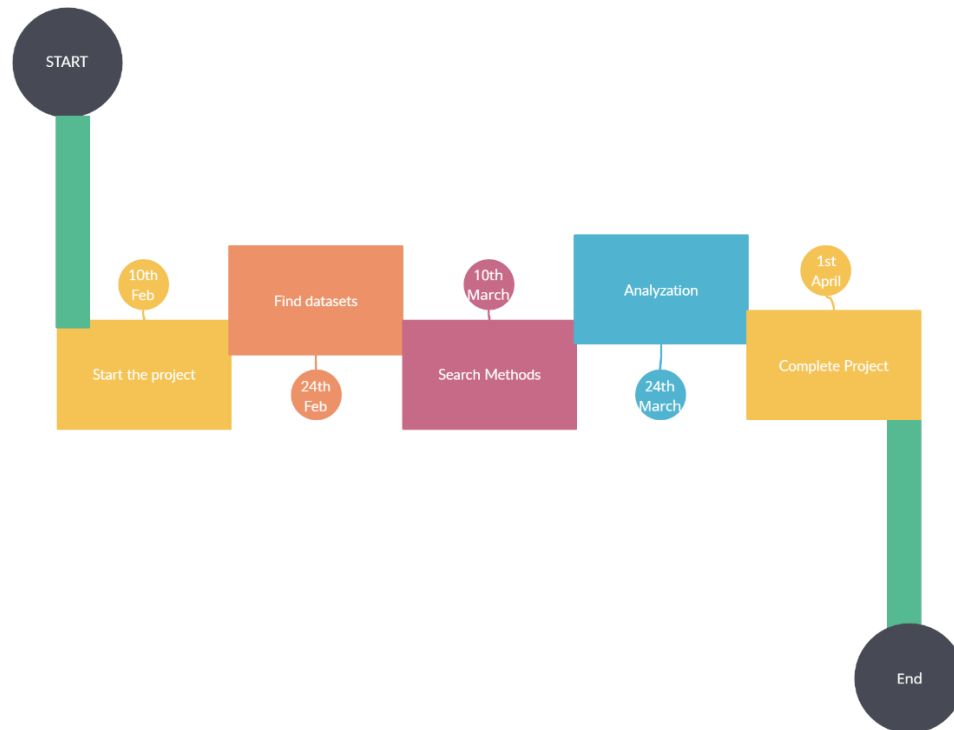 START
10th
Feb
Start the project
Find datasets
24th
Feb
10th
March
Search Methods
Analyzation
24th
March
1st
April
Complete Project
End